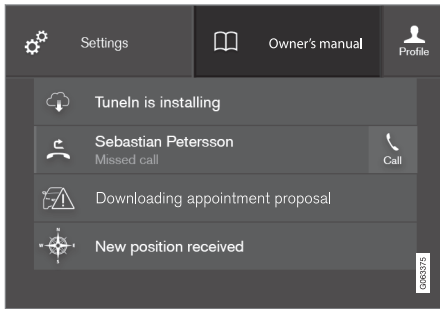 Settings
Owner's manual
Profile
TuneIn is installing
Sebastian Petersson
Missed call
Call
Downloading appointment proposal
N
W E
S
New position received
G063375